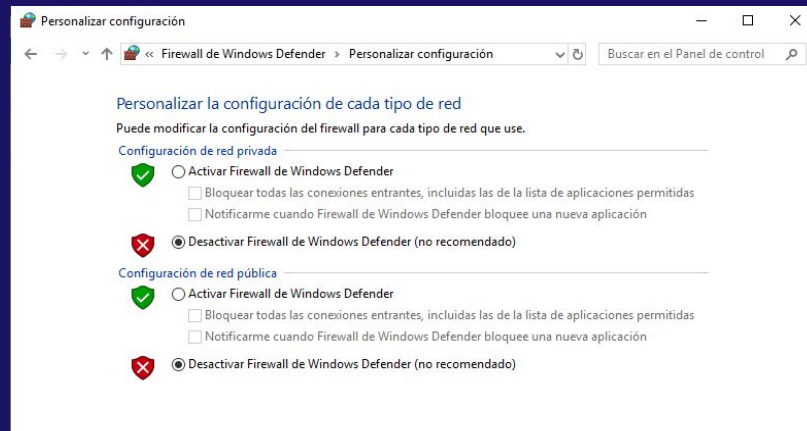 Personalizar configuración
« Firewall de Windows Defender › Personalizar configuración
Buscar en el Panel de control
Personalizar la configuración de cada tipo de red
Puede modificar la configuración del firewall para cada tipo de red que use.
Configuración de red privada
Activar Firewall de Windows Defender
Bloquear todas las conexiones entrantes, incluidas las de la lista de aplicaciones permitidas
Notificarme cuando Firewall de Windows Defender bloquee una nueva aplicación
Desactivar Firewall de Windows Defender (no recomendado)
Configuración de red pública
Activar Firewall de Windows Defender
Bloquear todas las conexiones entrantes, incluidas las de la lista de aplicaciones permitidas
Notificarme cuando Firewall de Windows Defender bloquee una nueva aplicación
Desactivar Firewall de Windows Defender (no recomendado)